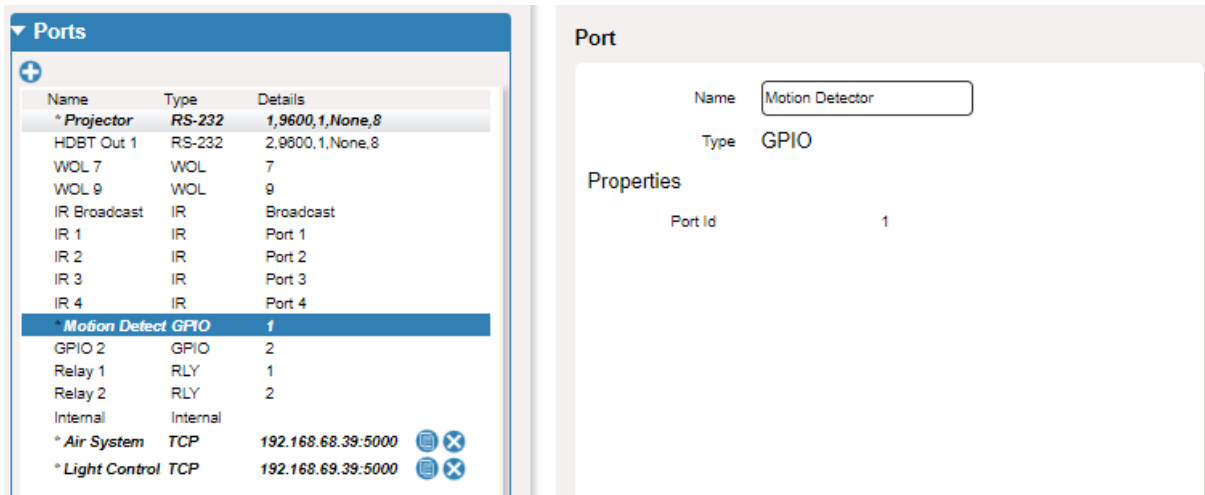 Ports
Name Type Details
* Projector RS-232 1,9600,1,None,8
HDBT Out 1 RS-232 2,9600,1,None,8
WOL 7 WOL 7
WOL 9 WOL 9
IR Broadcast IR Broadcast
IR 1 IR Port 1
IR 2 IR Port 2
IR 3 IR Port 3
IR 4 IR Port 4
* Motion Detect GPIO 1
GPIO 2 GPIO 2
Relay 1 RLY 1
Relay 2 RLY 2
Internal Internal
* Air System TCP 192.168.68.39:5000
* Light Control TCP 192.168.69.39:5000
Port
Name Motion Detector
Type GPIO
Properties
Port Id 1